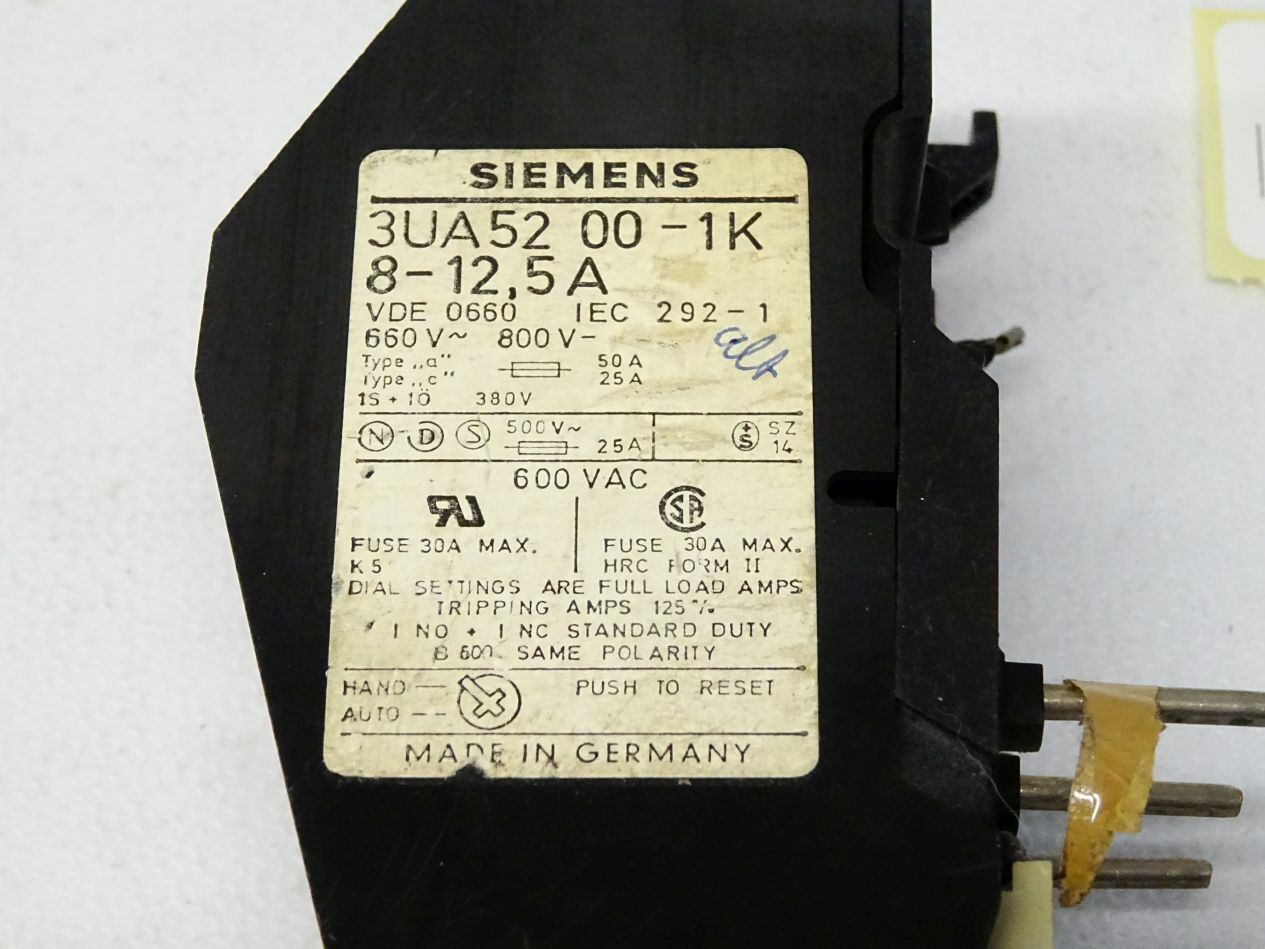 SIEMENS
3UA52 00-1K
8-12,5A
VDE 0660 IEC 292-1
660V~ 800V-
alt
Type „a" 50A
Type „c" 25A
1S+1Ö 380V
N D S 500V~ 25A
+S SZ 14
600 VAC
RU SA
FUSE 30A MAX. FUSE 30A MAX.
K5 HRC FORM II
DIAL SETTINGS ARE FULL LOAD AMPS
TRIPPING AMPS 125%
1 NO + 1 NC STANDARD DUTY
B 600 SAME POLARITY
HAND PUSH TO RESET
AUTO
MADE IN GERMANY